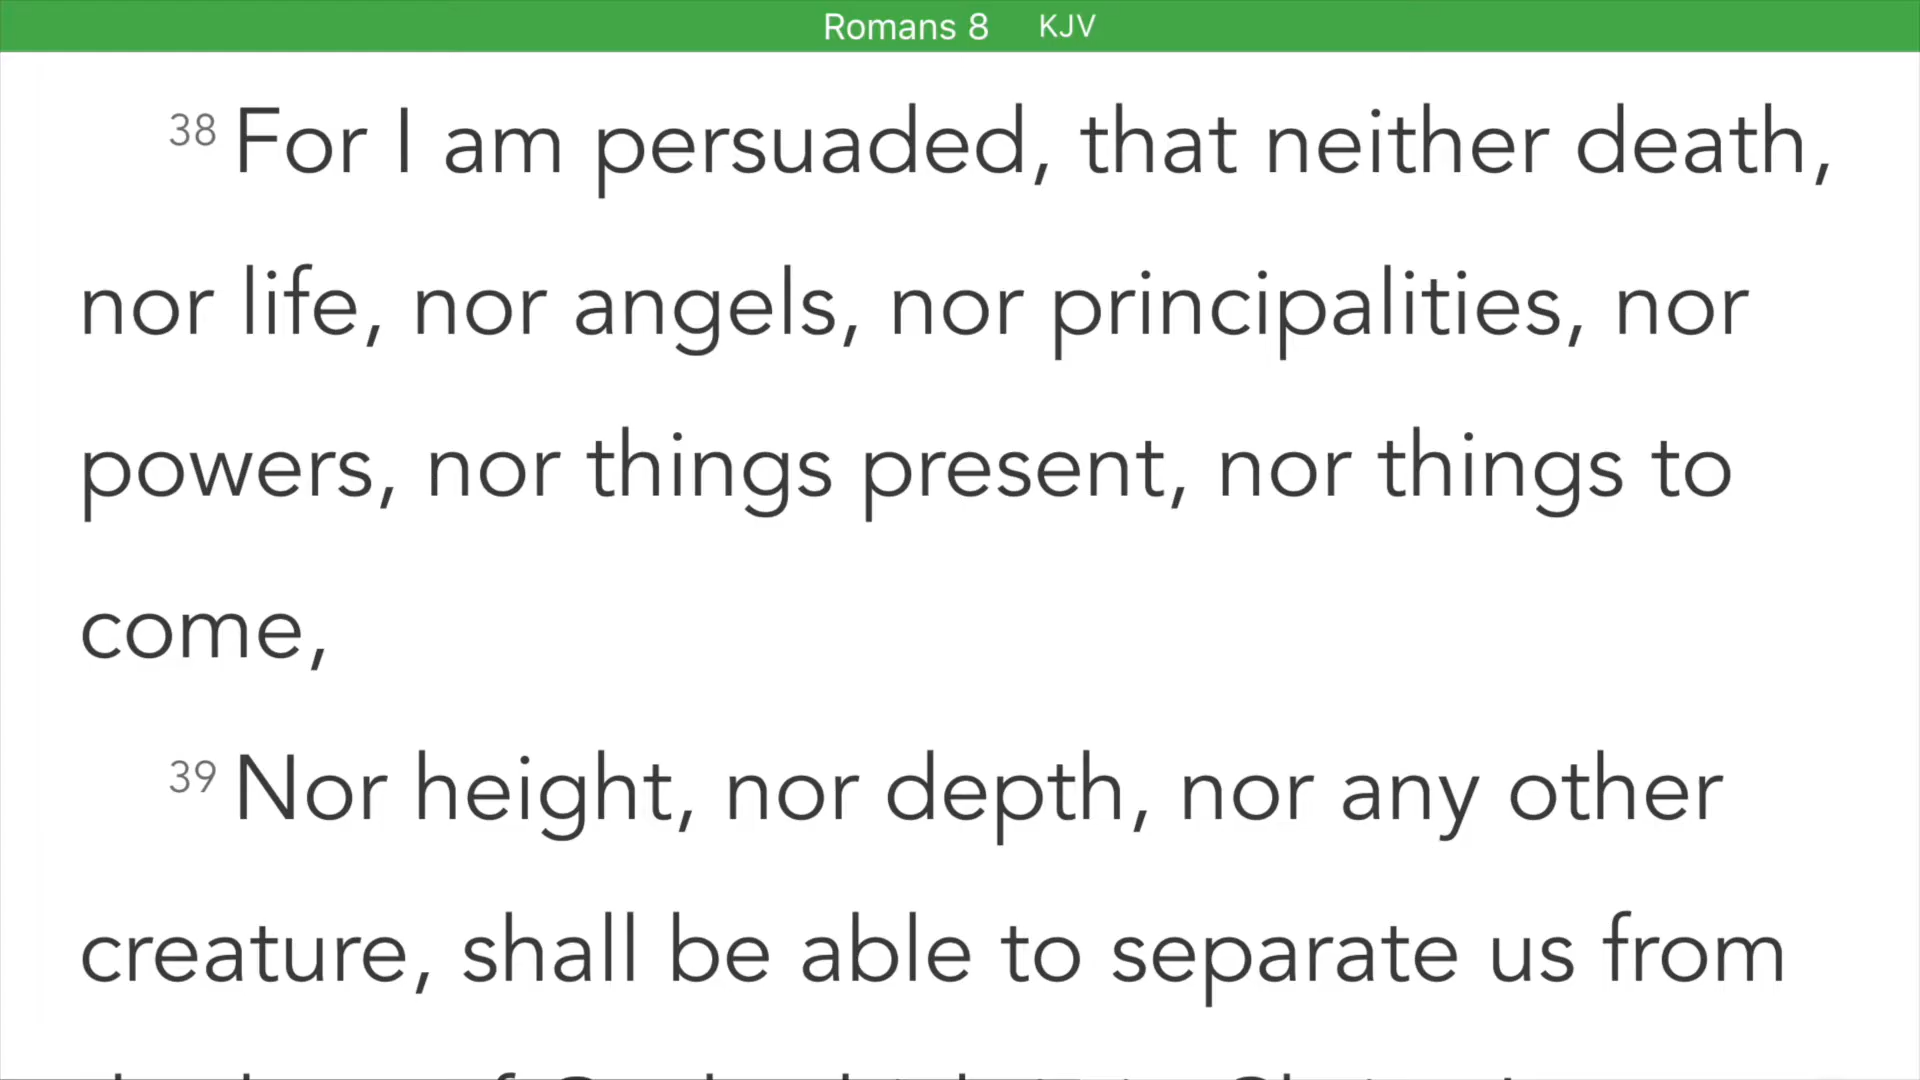 Romans 8 KJV
38 For I am persuaded, that neither death,
nor life, nor angels, nor principalities, nor
powers, nor things present, nor things to
come,
39 Nor height, nor depth, nor any other
creature, shall be able to separate us from